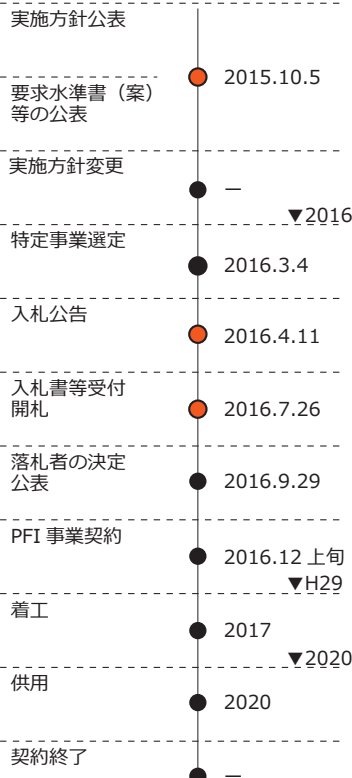 実施方針公表
2015.10.5
要求水準書（案）
等の公表
実施方針変更
ー
▼2016
特定事業選定
2016.3.4
入札公告
2016.4.11
入札書等受付
開札
2016.7.26
落札者の決定
公表
2016.9.29
PFI 事業契約
2016.12 上旬
▼H29
着工
2017
▼2020
供用
2020
契約終了
ー